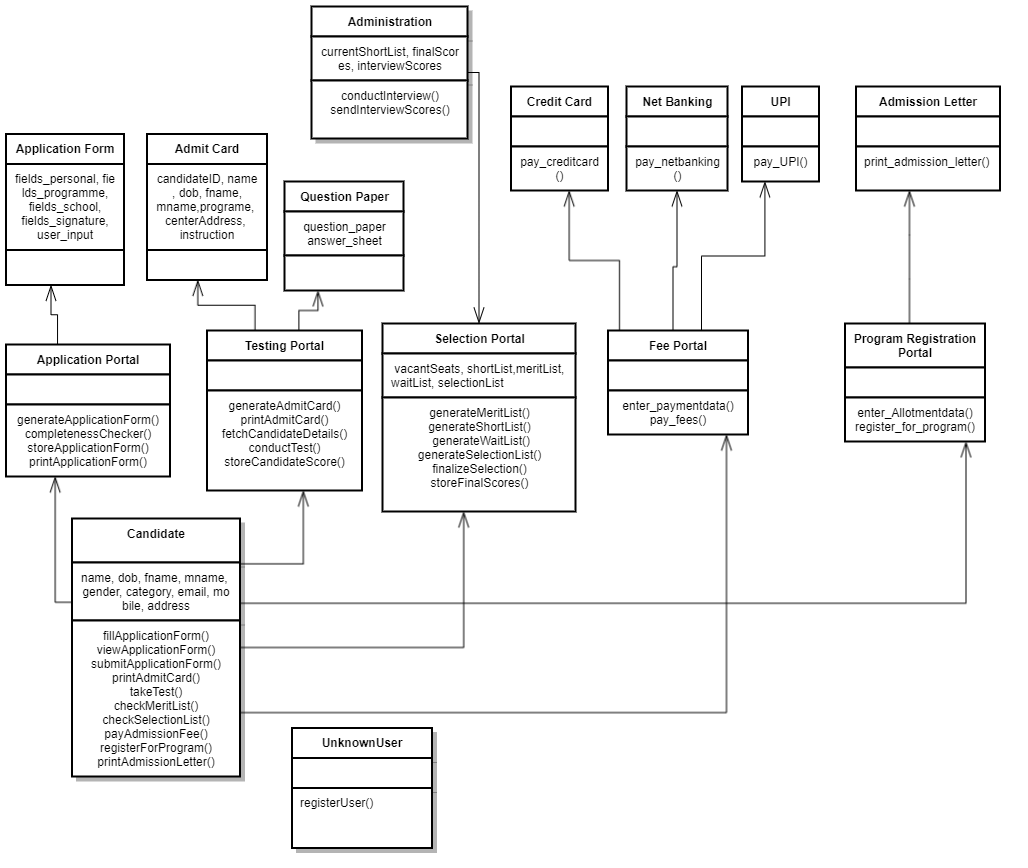 Administration
currentShortList, finalScor
es, interviewScores
conductInterview()
sendInterviewScores()
Credit Card
pay_creditcard
()
Net Banking
pay_netbanking
()
UPI
pay_UPI()
Admission Letter
print_admission_letter()
Application Form
fields_personal, fie
lds_programme,
fields_school,
fields_signature,
user_input
Admit Card
candidateID, name
, dob, fname,
mname,programe,
centerAddress,
instruction
Question Paper
question_paper
answer_sheet
Application Portal
generateApplicationForm()
completenessChecker()
storeApplicationForm()
printApplicationForm()
Testing Portal
generateAdmitCard()
printAdmitCard()
fetchCandidateDetails()
conductTest()
storeCandidateScore()
Selection Portal
vacantSeats, shortList,meritList,
waitList, selectionList
generateMeritList()
generateShortList()
generateWaitList()
generateSelectionList()
finalizeSelection()
storeFinalScores()
Fee Portal
enter_paymentdata()
pay_fees()
Program Registration
Portal
enter_Allotmentdata()
register_for_program()
Candidate
name, dob, fname, mname,
gender, category, email, mo
bile, address
fillApplicationForm()
viewApplicationForm()
submitApplicationForm()
printAdmitCard()
takeTest()
checkMeritList()
checkSelectionList()
payAdmissionFee()
registerForProgram()
printAdmissionLetter()
UnknownUser
registerUser()